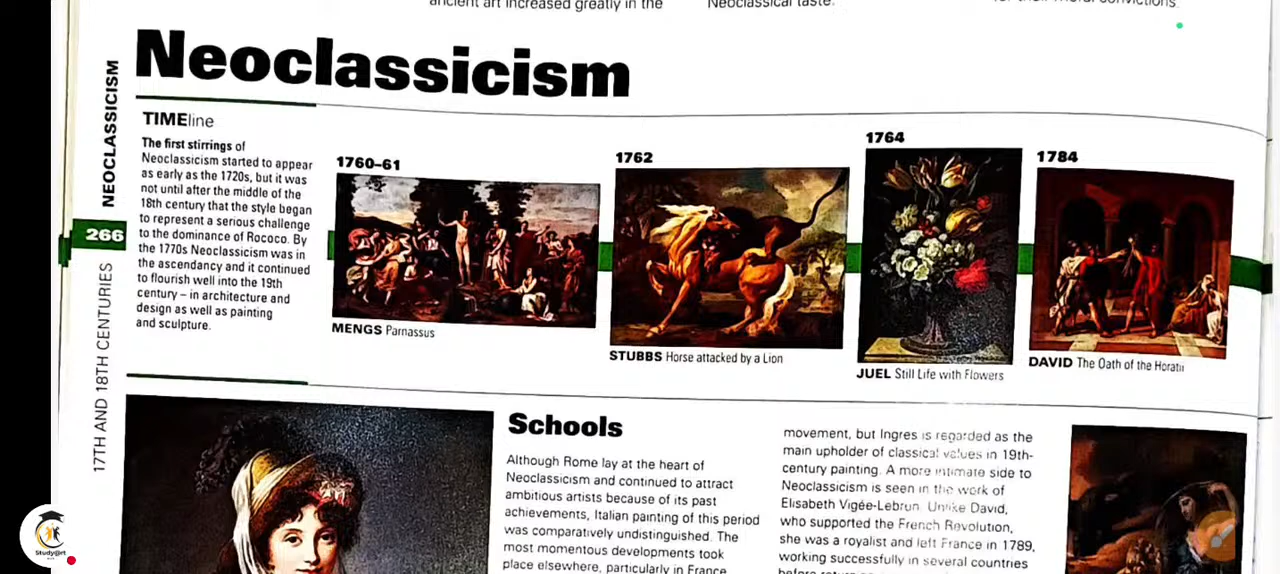 ancient art increased greatly in the
Neoclassical taste.
for their moral convictions.
Neoclassicism
NEOCLASSICISM
266
17TH AND 18TH CENTURIES
TIMEline
The first stirrings of
Neoclassicism started to appear
as early as the 1720s, but it was
not until after the middle of the
18th century that the style began
to represent a serious challenge
to the dominance of Rococo. By
the 1770s Neoclassicism was in
the ascendancy and it continued
to flourish well into the 19th
century – in architecture and
design as well as painting
and sculpture.
1760–61
MENGS Parnassus
1762
STUBBS Horse attacked by a Lion
1764
JUEL Still Life with Flowers
1784
DAVID The Oath of the Horatii
Schools
Although Rome lay at the heart of
Neoclassicism and continued to attract
ambitious artists because of its past
achievements, Italian painting of this period
was comparatively undistinguished. The
most momentous developments took
place elsewhere, particularly in France
movement, but Ingres is regarded as the
main upholder of classical values in 19th-
century painting. A more intimate side to
Neoclassicism is seen in the work of
Elisabeth Vigée-Lebrun. Unlike David,
who supported the French Revolution,
she was a royalist and left France in 1789,
working successfully in several countries
Study@rt